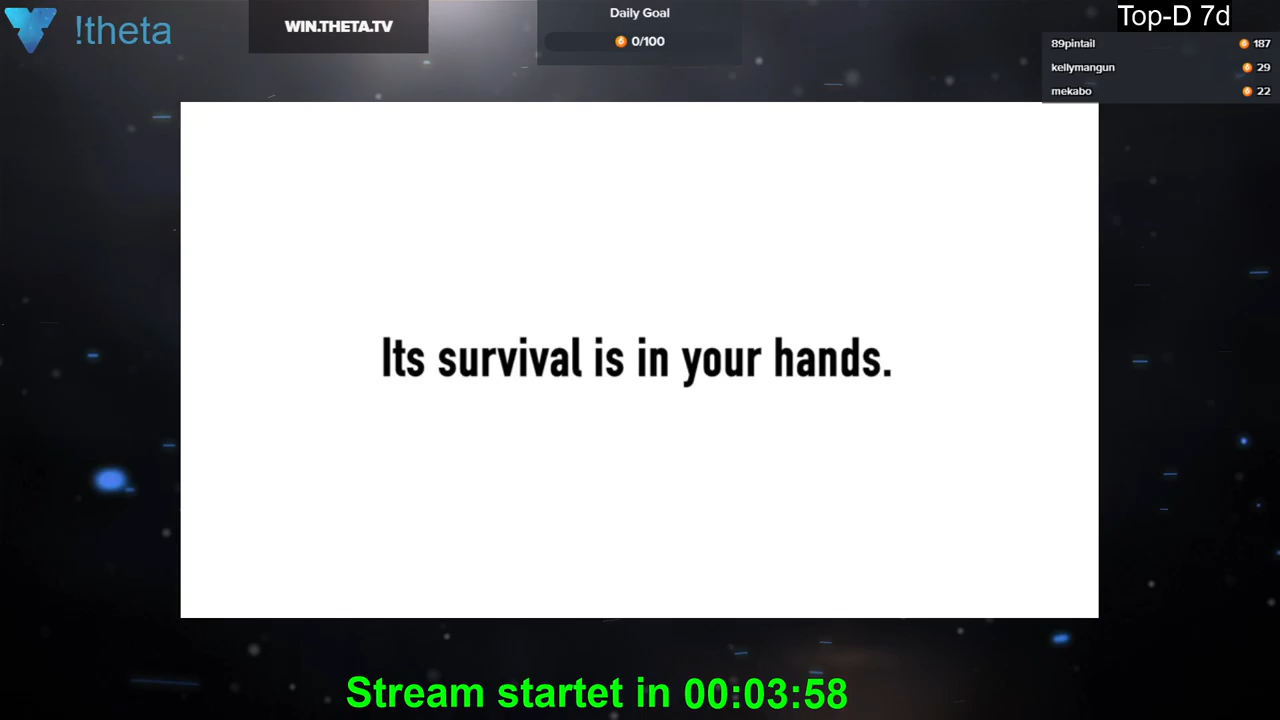 !theta
WIN.THETA.TV
Daily Goal
0/100
Top-D 7d
89pintail 187
kellymangun 29
mekabo 22
Its survival is in your hands.
Stream startet in 00:03:58